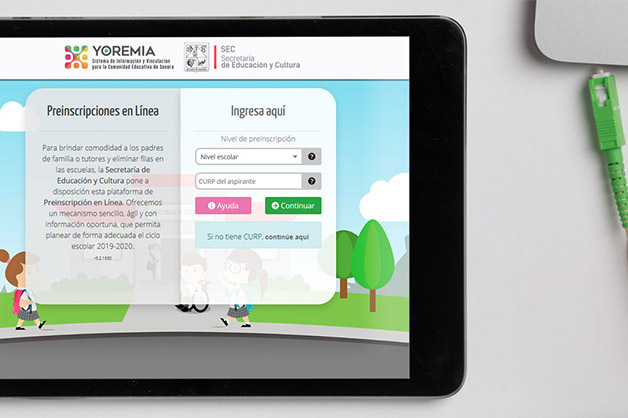 YOREMIA
Sistema de Información y Vinculación
para la Comunidad Educativa de Sonora
SEC
Secretaría
de Educación y Cultura
Preinscripciones en Línea
Para brindar comodidad a los padres
de familia o tutores y eliminar filas en
las escuelas, la Secretaría de
Educación y Cultura pone a
disposición esta plataforma de
Preinscripción en Línea. Ofrecemos
un mecanismo sencillo, ágil y con
información oportuna, que permita
planear de forma adecuada el ciclo
escolar 2019-2020.
Ingresa aquí
Nivel de preinscripción
Nivel escolar
CURP del aspirante
Ayuda
Continuar
Si no tiene CURP, continúe aquí